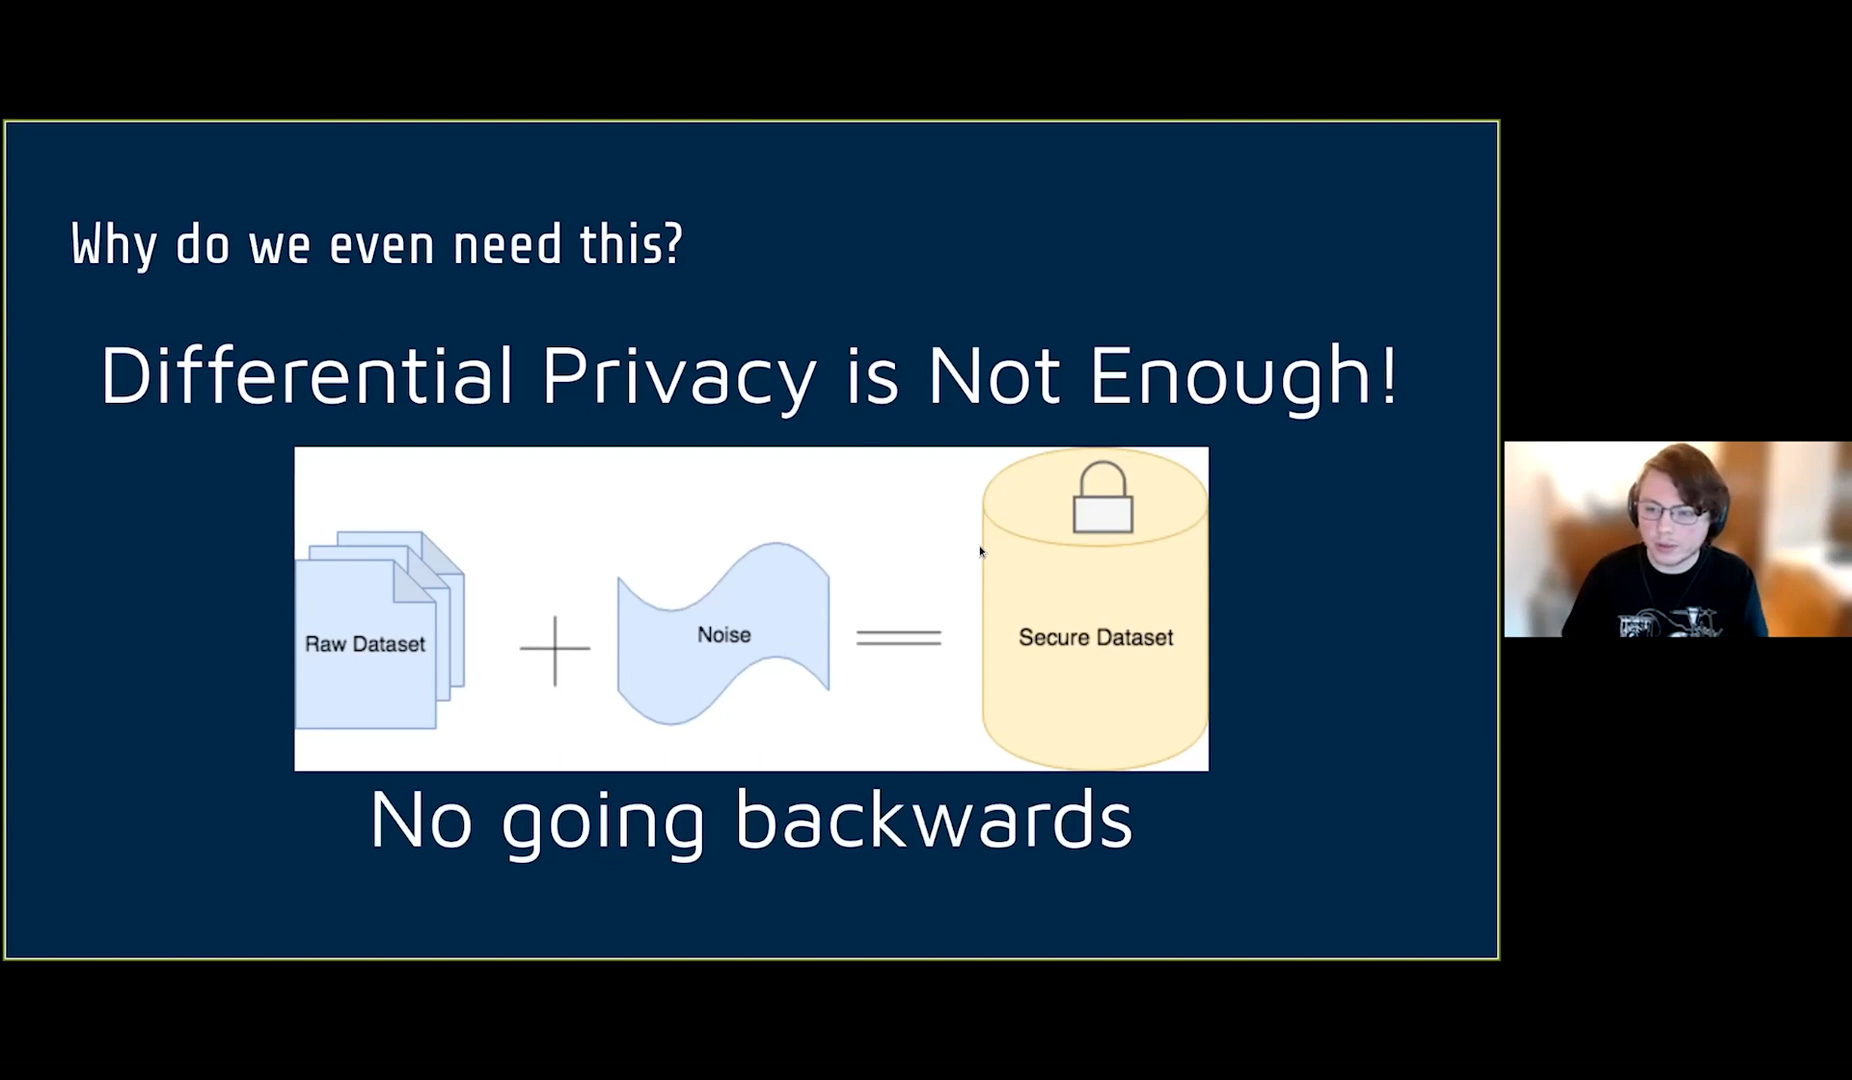 Why do we even need this?
Differential Privacy is Not Enough!
Raw Dataset
Noise
Secure Dataset
No going backwards